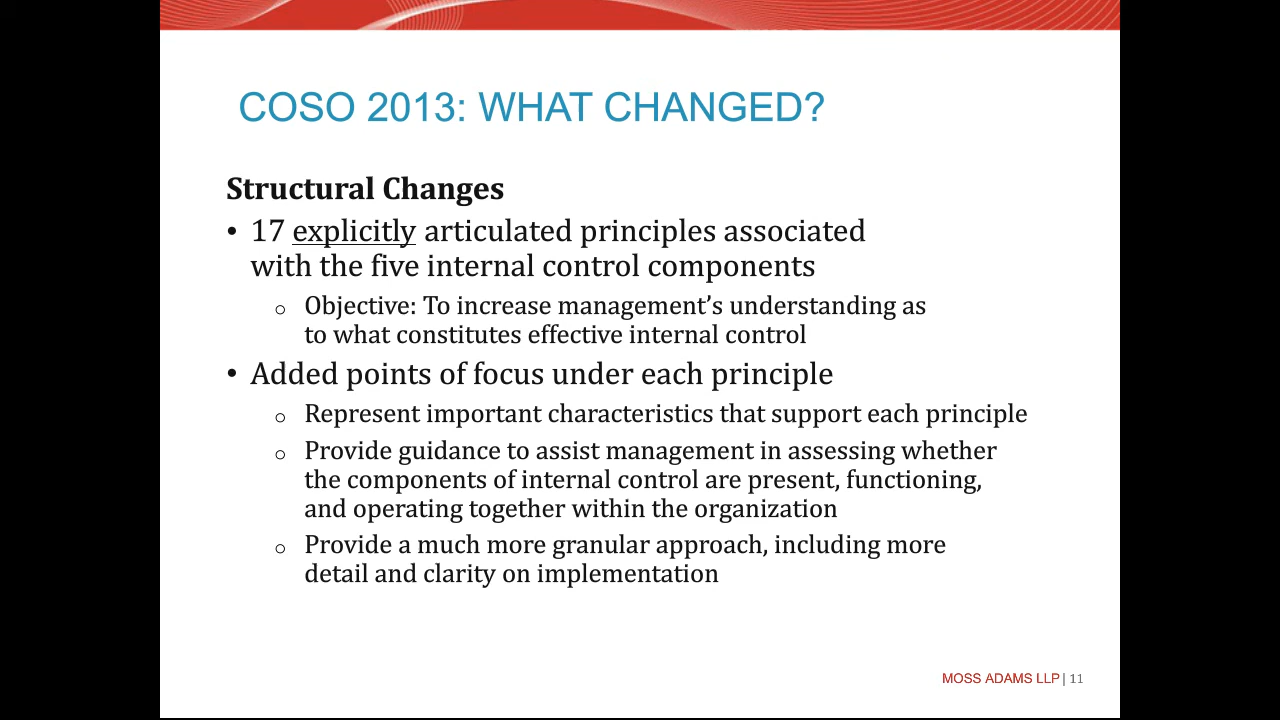 COSO 2013: WHAT CHANGED?
Structural Changes
• 17 explicitly articulated principles associated
with the five internal control components
o Objective: To increase management’s understanding as
to what constitutes effective internal control
• Added points of focus under each principle
o Represent important characteristics that support each principle
o Provide guidance to assist management in assessing whether
the components of internal control are present, functioning,
and operating together within the organization
o Provide a much more granular approach, including more
detail and clarity on implementation
MOSS ADAMS LLP | 11